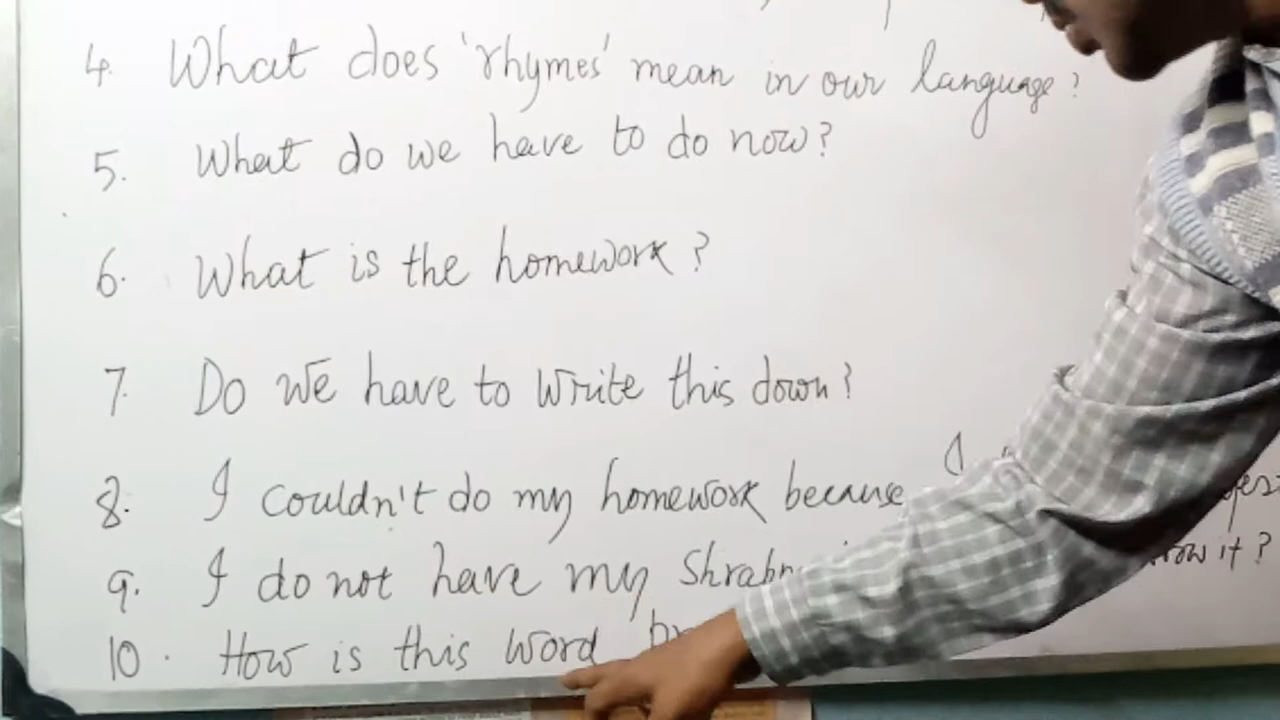 4. What does 'rhymes' mean in our language?
5. What do we have to do now?
6. What is the homework?
7. Do we have to write this down?
8. I couldn't do my homework because I
9. I do not have my it?
10. How is this word